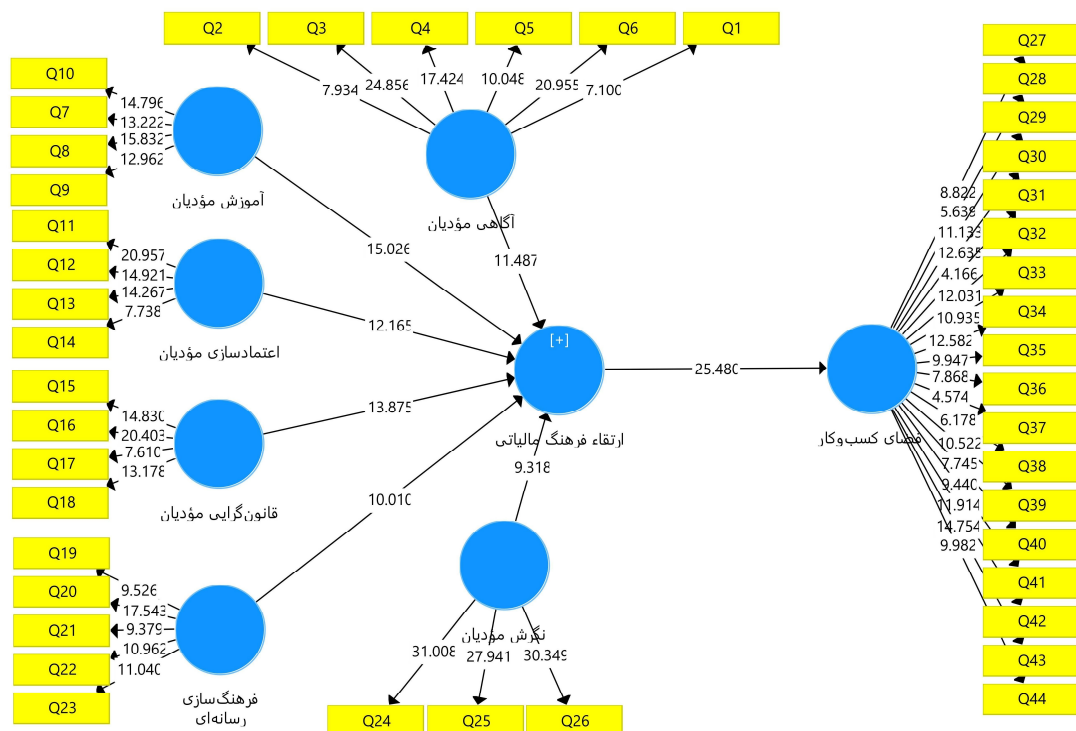 Q2
Q3
Q4
Q5
Q6
Q1
7.934
24.856
17.424
10.048
20.955
7.100
آگاهی مؤدیان
11.487
Q10
Q7
Q8
Q9
14.796
13.222
15.832
12.962
آموزش مؤدیان
15.026
Q11
Q12
Q13
Q14
20.957
14.921
14.267
7.738
اعتمادسازی مؤدیان
12.165
Q15
Q16
Q17
Q18
14.830
20.403
7.610
13.178
قانون‌گرایی مؤدیان
13.875
Q19
Q20
Q21
Q22
Q23
9.526
17.543
9.379
10.962
11.040
فرهنگ‌سازی
رسانه‌ای
10.010
[+]
ارتقاء فرهنگ مالیاتی
9.318
نگرش مؤدیان
31.008
27.941
30.349
Q24
Q25
Q26
25.480
فضای کسب‌وکار
8.822
5.638
11.133
12.635
4.166
12.031
10.935
12.582
9.947
7.868
4.574
6.178
10.522
7.745
9.440
11.914
14.754
9.982
Q27
Q28
Q29
Q30
Q31
Q32
Q33
Q34
Q35
Q36
Q37
Q38
Q39
Q40
Q41
Q42
Q43
Q44